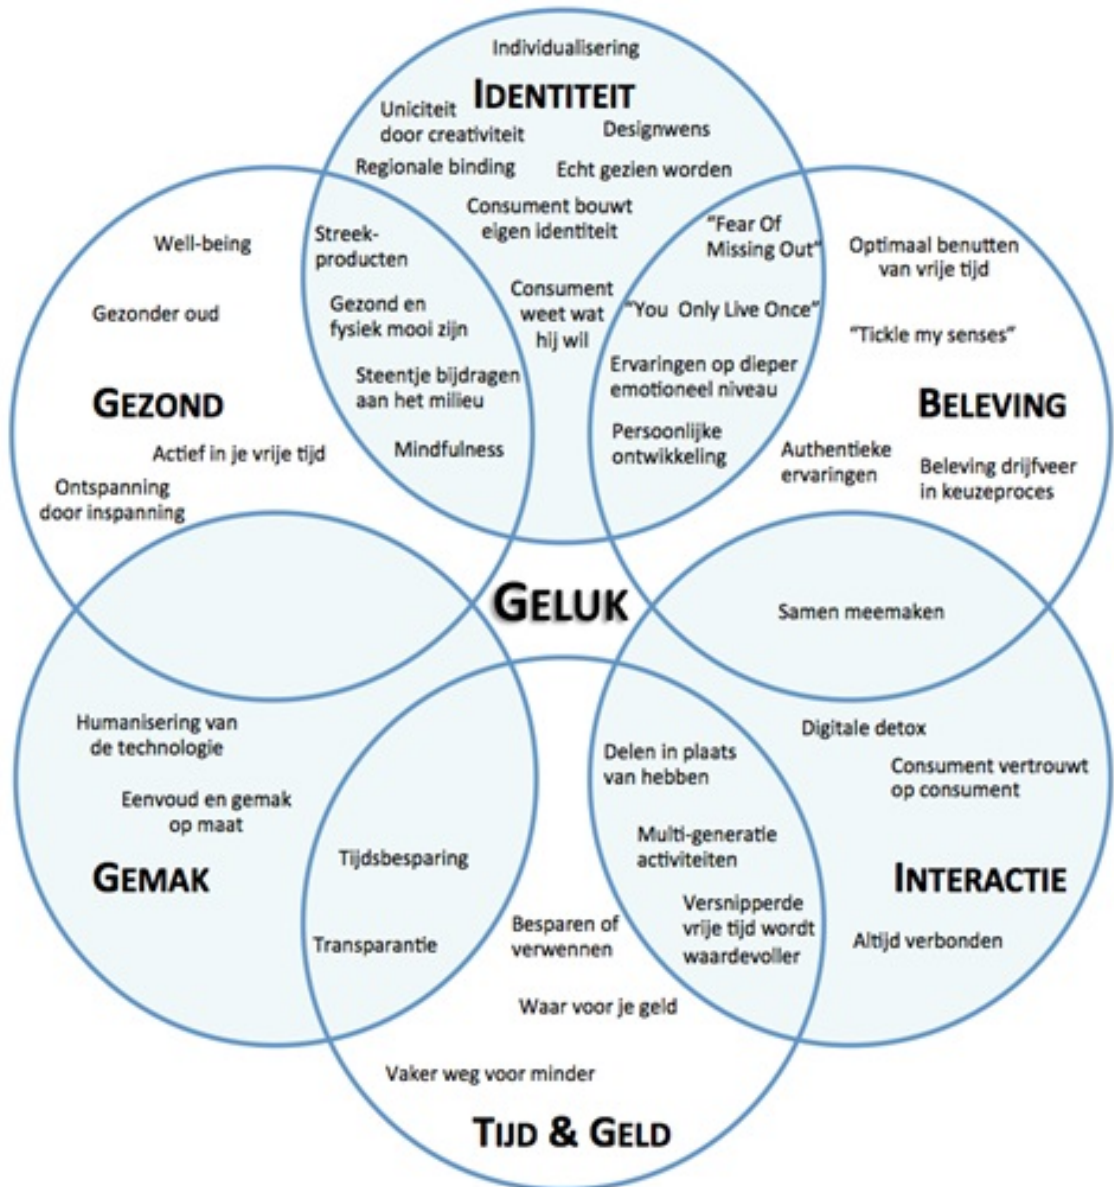 Individualisering
IDENTITEIT
Uniciteit
door creativiteit
Designwens
Regionale binding
Echt gezien worden
Consument bouwt
eigen identiteit
Consument
weet wat
hij wil
Streek-
producten
Gezond en
fysiek mooi zijn
Steentje bijdragen
aan het milieu
Mindfulness
"Fear Of
Missing Out"
"You Only Live Once"
Ervaringen op dieper
emotioneel niveau
Persoonlijke
ontwikkeling
Well-being
Gezonder oud
GEZOND
Actief in je vrije tijd
Ontspanning
door inspanning
Optimaal benutten
van vrije tijd
"Tickle my senses"
BELEVING
Authentieke
ervaringen
Beleving drijfveer
in keuzeproces
GELUK
Samen meemaken
Humanisering van
de technologie
Eenvoud en gemak
op maat
GEMAK
Tijdsbesparing
Transparantie
Digitale detox
Consument vertrouwt
op consument
INTERACTIE
Altijd verbonden
Delen in plaats
van hebben
Multi-generatie
activiteiten
Versnipperde
vrije tijd wordt
waardevoller
Besparen of
verwennen
Waar voor je geld
Vaker weg voor minder
TIJD & GELD